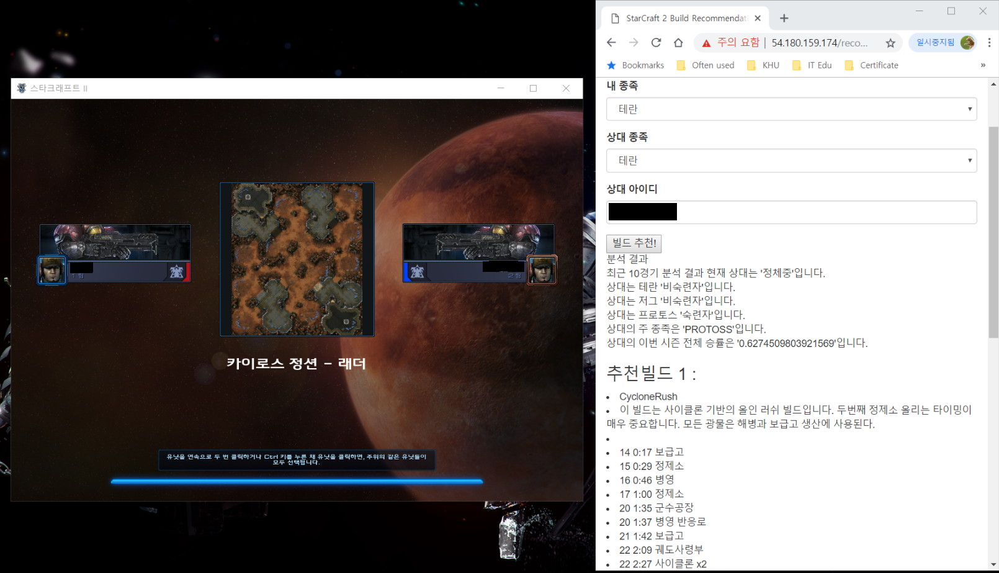 스타크래프트 II
1 팀
2 팀
카이로스 정션 - 래더
유닛을 연속으로 두 번 클릭하거나 Ctrl 키를 누른 채 유닛을 클릭하면, 주위의 같은 유닛들이
모두 선택됩니다.
StarCraft 2 Build Recommendati
주의 요함 | 54.180.159.174/reco...
일시중지됨
Bookmarks
Often used
KHU
IT Edu
Certificate
»
내 종족
테란
상대 종족
테란
상대 아이디
빌드 추천!
분석 결과
최근 10경기 분석 결과 현재 상대는 '정체중'입니다.
상대는 테란 '비숙련자'입니다.
상대는 저그 '비숙련자'입니다.
상대는 프로토스 '숙련자'입니다.
상대의 주 종족은 'PROTOSS'입니다.
상대의 이번 시즌 전체 승률은 '0.6274509803921569'입니다.
추천빌드 1 :
• CycloneRush
• 이 빌드는 사이클론 기반의 올인 러쉬 빌드입니다. 두번째 정제소 올리는 타이밍이
매우 중요합니다. 모든 광물은 해병과 보급고 생산에 사용된다.
•
• 14 0:17 보급고
• 15 0:29 정제소
• 16 0:46 병영
• 17 1:00 정제소
• 20 1:35 군수공장
• 20 1:37 병영 반응로
• 21 1:42 보급고
• 22 2:09 궤도사령부
• 22 2:27 사이클론 x2